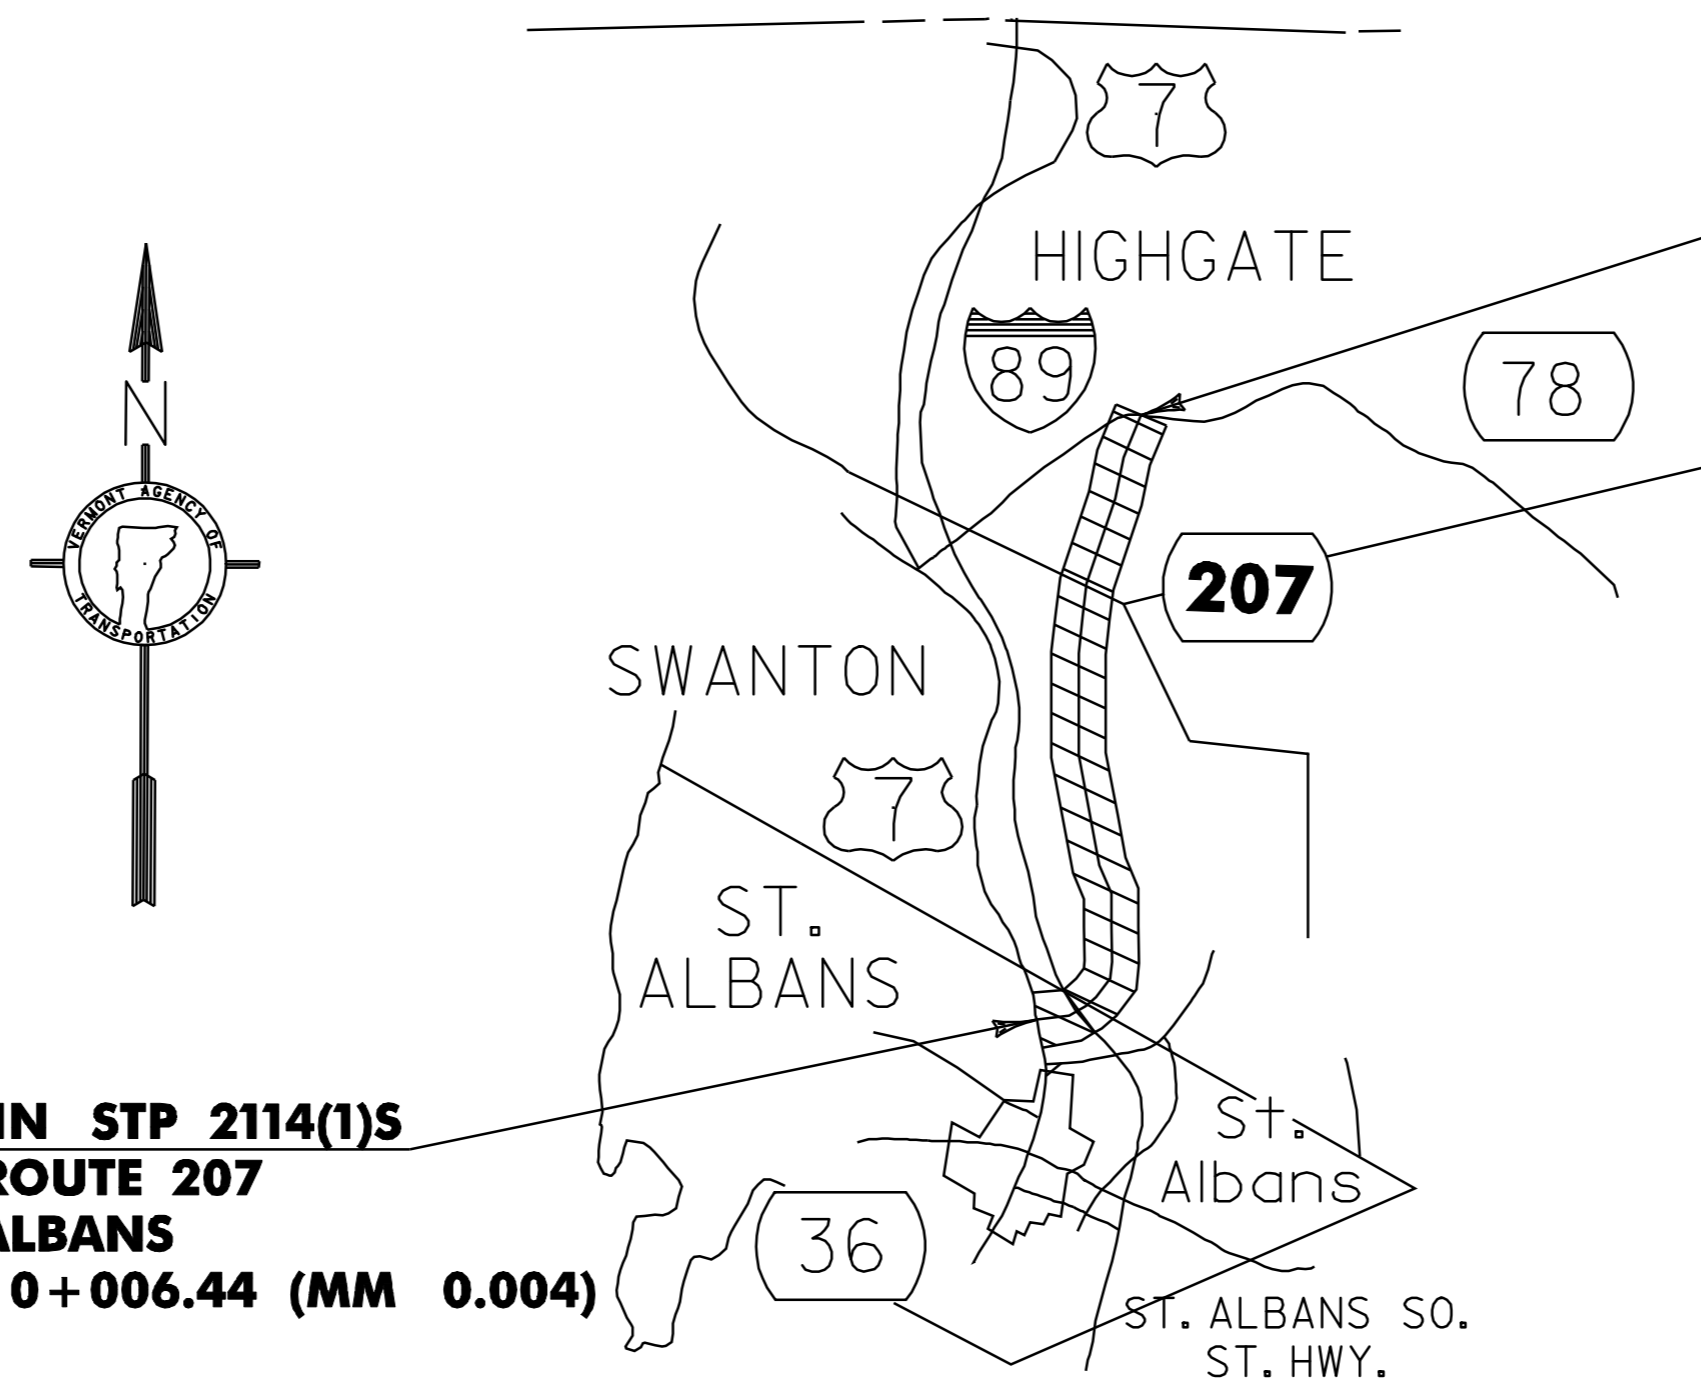 7
HIGHGATE
89
78
N
VERMONT AGENCY OF
TRANSPORTATION
207
SWANTON
7
ST.
ALBANS
IN STP 2114(1)S
ROUTE 207
ALBANS
0+006.44 (MM 0.004)
St.
Albans
36
ST. ALBANS SO.
ST. HWY.